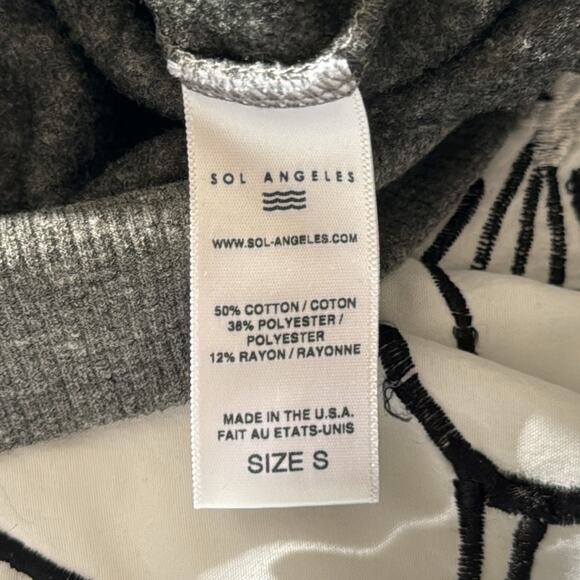 SOL ANGELES
WWW.SOL-ANGELES.COM
50% COTTON / COTON
38% POLYESTER /
POLYESTER
12% RAYON / RAYONNE
MADE IN THE U.S.A.
FAIT AU ETATS-UNIS
SIZE S